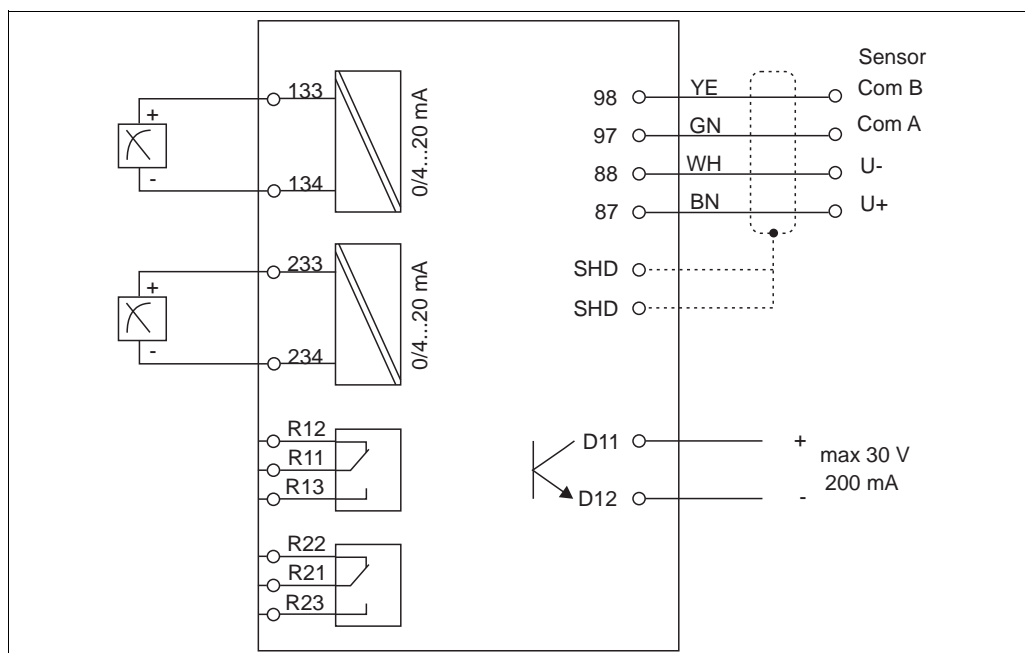 133
+
-
134
0/4...20 mA
233
+
-
234
0/4...20 mA
R12
R11
R13
R22
R21
R23
Sensor
98 YE Com B
97 GN Com A
88 WH U-
87 BN U+
SHD
SHD
D11 +
max 30 V
200 mA
D12 -